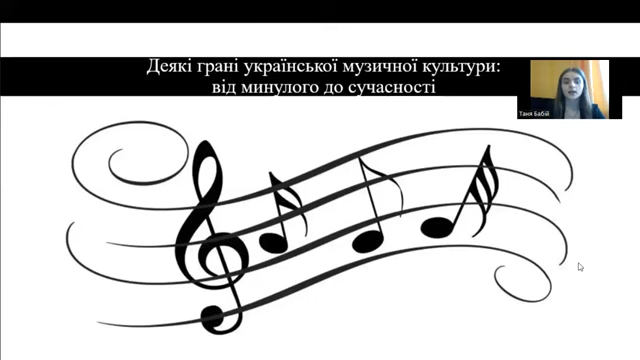 Деякі грані української музичної культури:
від минулого до сучасності
Таня Бабій